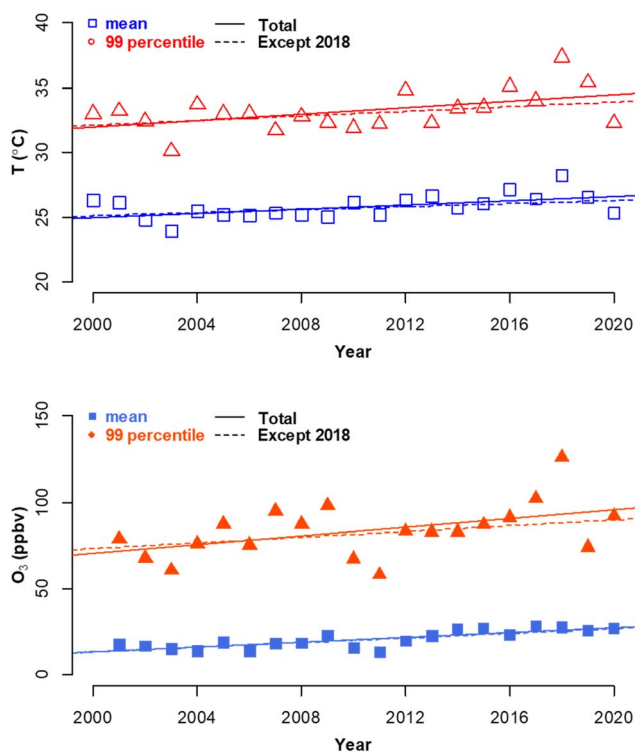 40
mean
Total
99 percentile
Except 2018
35
30
25
20
T (°C)
2000
2004
2008
2012
2016
2020
Year
150
mean
Total
99 percentile
Except 2018
100
50
0
O₃ (ppbv)
2000
2004
2008
2012
2016
2020
Year